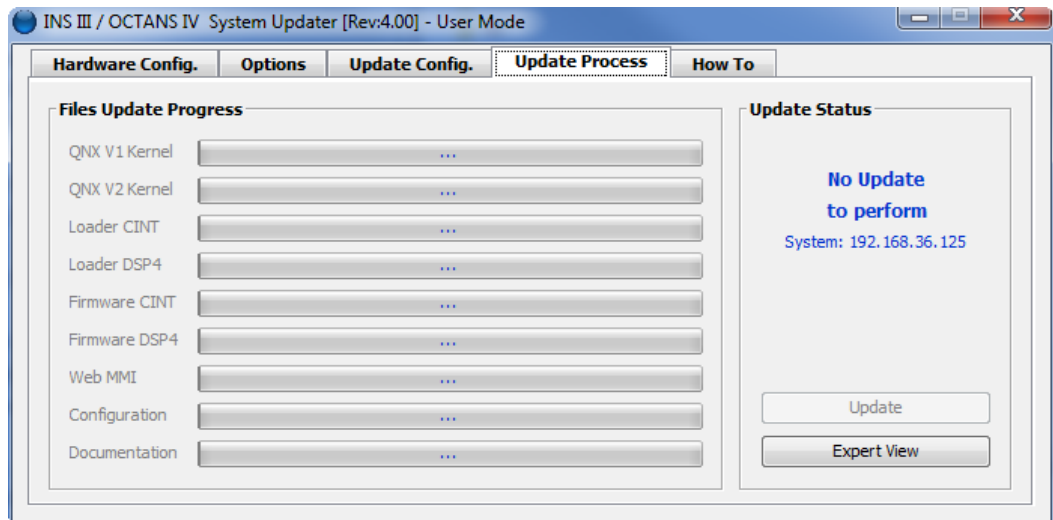 INS III / OCTANS IV System Updater [Rev:4.00] - User Mode
Hardware Config. Options Update Config. Update Process How To
Files Update Progress
QNX V1 Kernel ...
QNX V2 Kernel ...
Loader CINT ...
Loader DSP4 ...
Firmware CINT ...
Firmware DSP4 ...
Web MMI ...
Configuration ...
Documentation ...
Update Status
No Update
to perform
System: 192.168.36.125
Update
Expert View